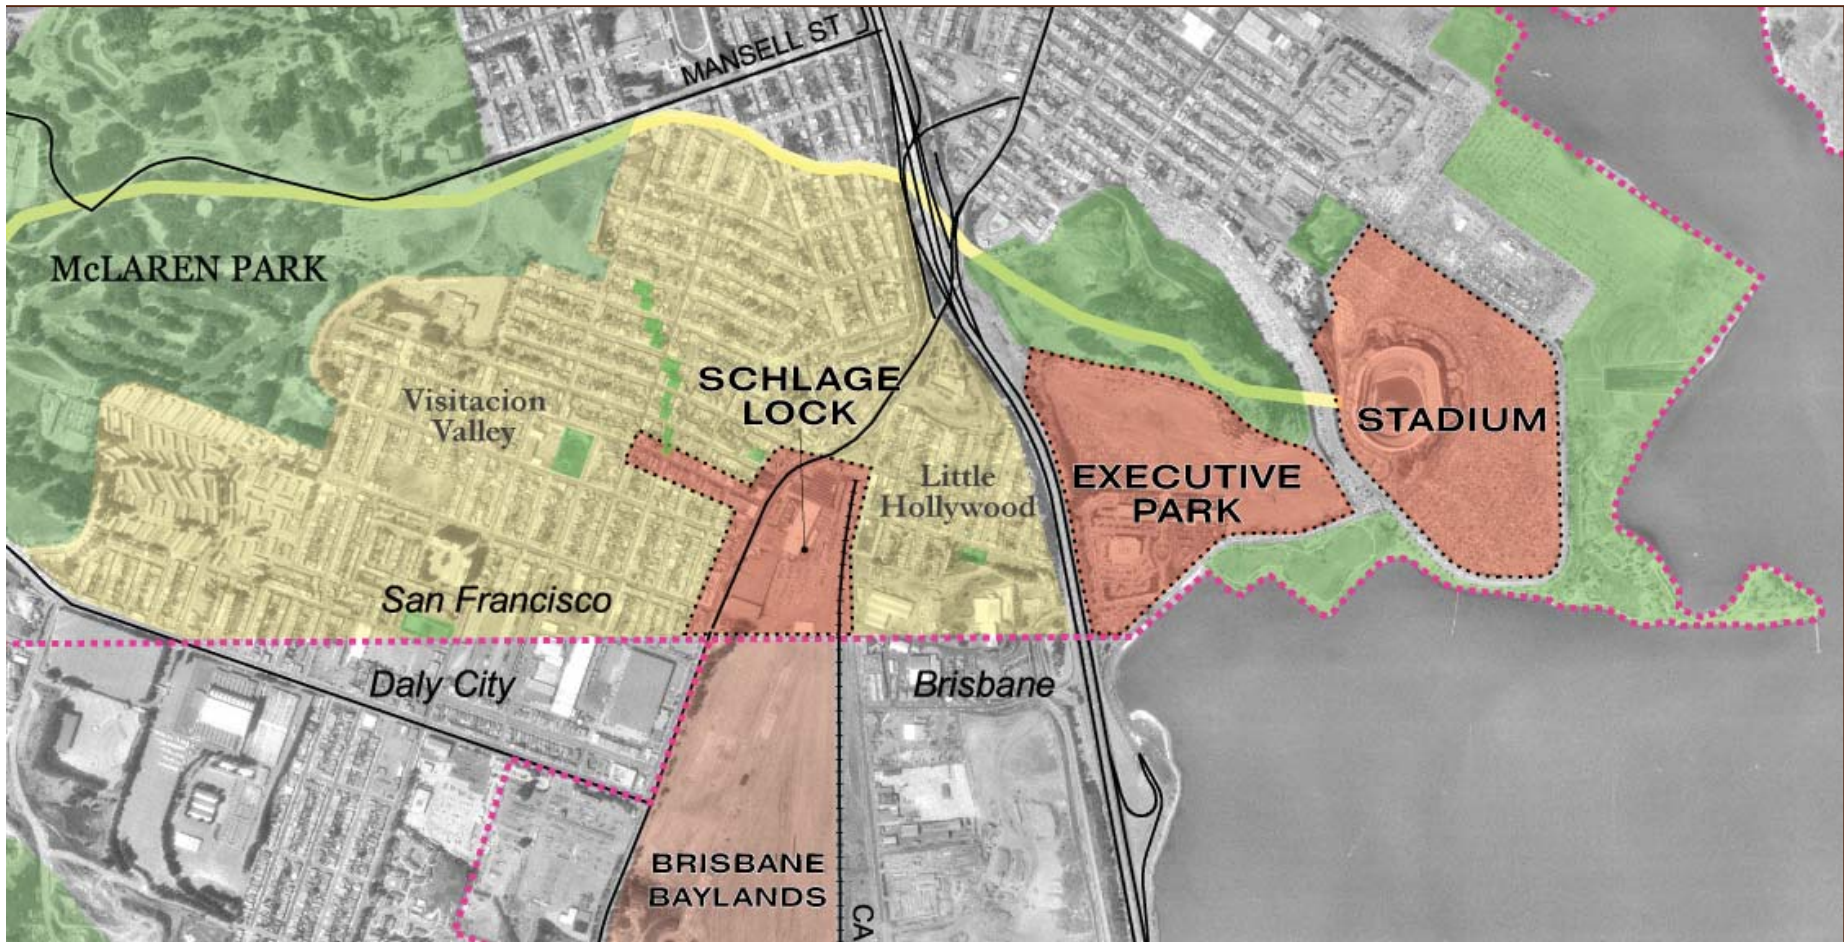 MANSELL ST
McLAREN PARK
SCHLAGE
LOCK
Visitacion
Valley
STADIUM
EXECUTIVE
PARK
Little
Hollywood
San Francisco
Daly City
Brisbane
BRISBANE
BAYLANDS
CA